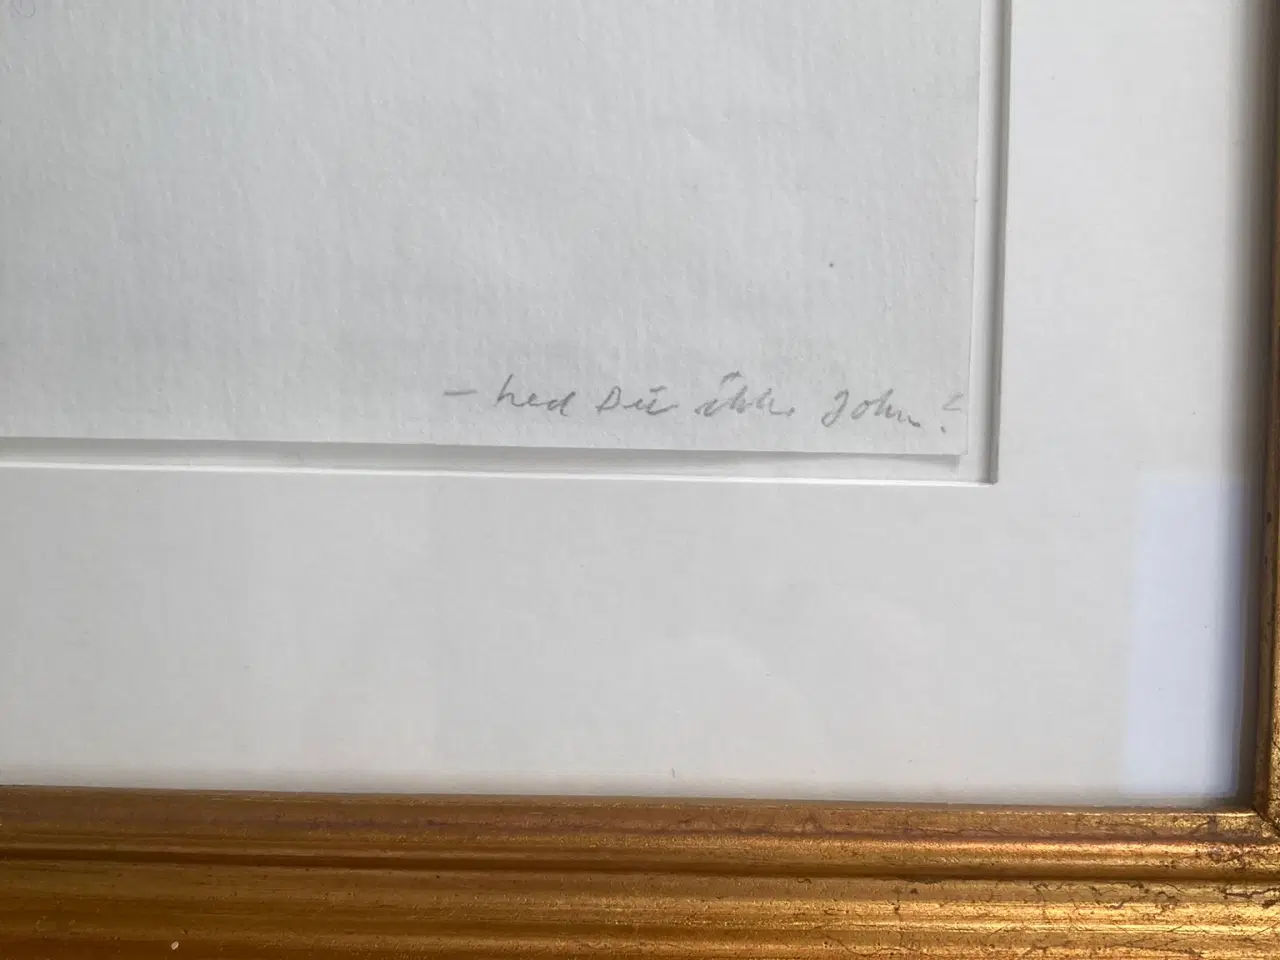 – hed Du ikke John?